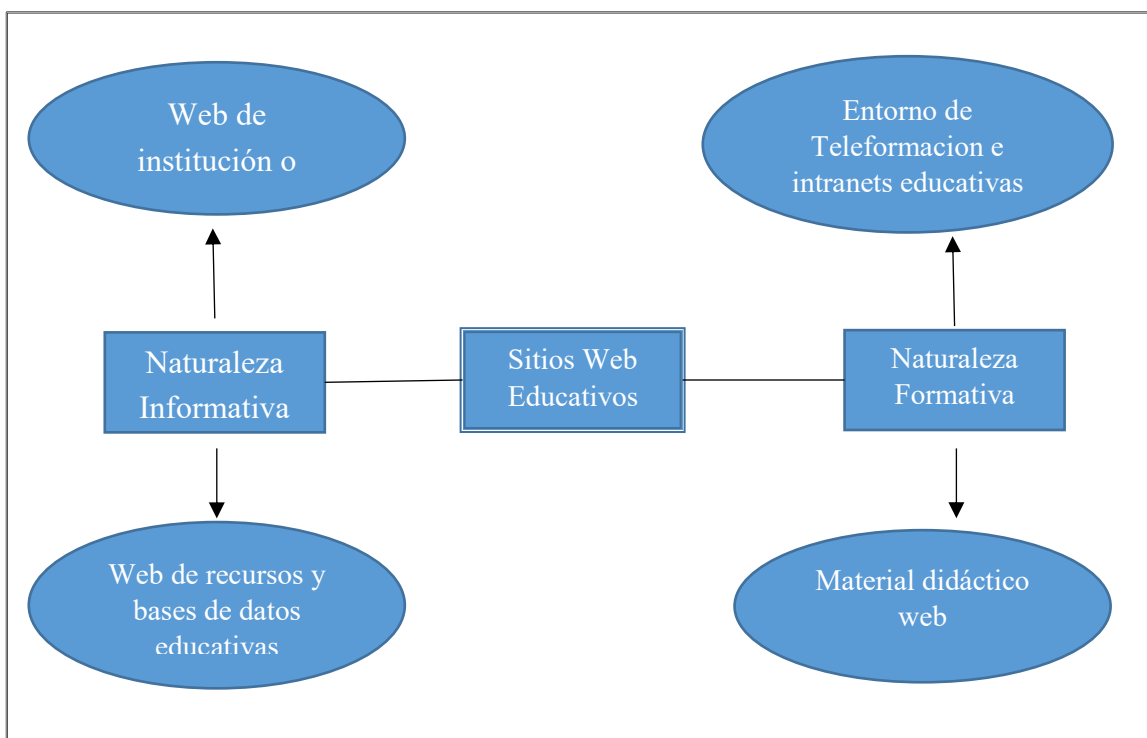 Web de
institución o
Entorno de
Teleformacion e
intranets educativas
Naturaleza
Informativa
Sitios Web
Educativos
Naturaleza
Formativa
Web de recursos y
bases de datos
educativas
Material didáctico
web